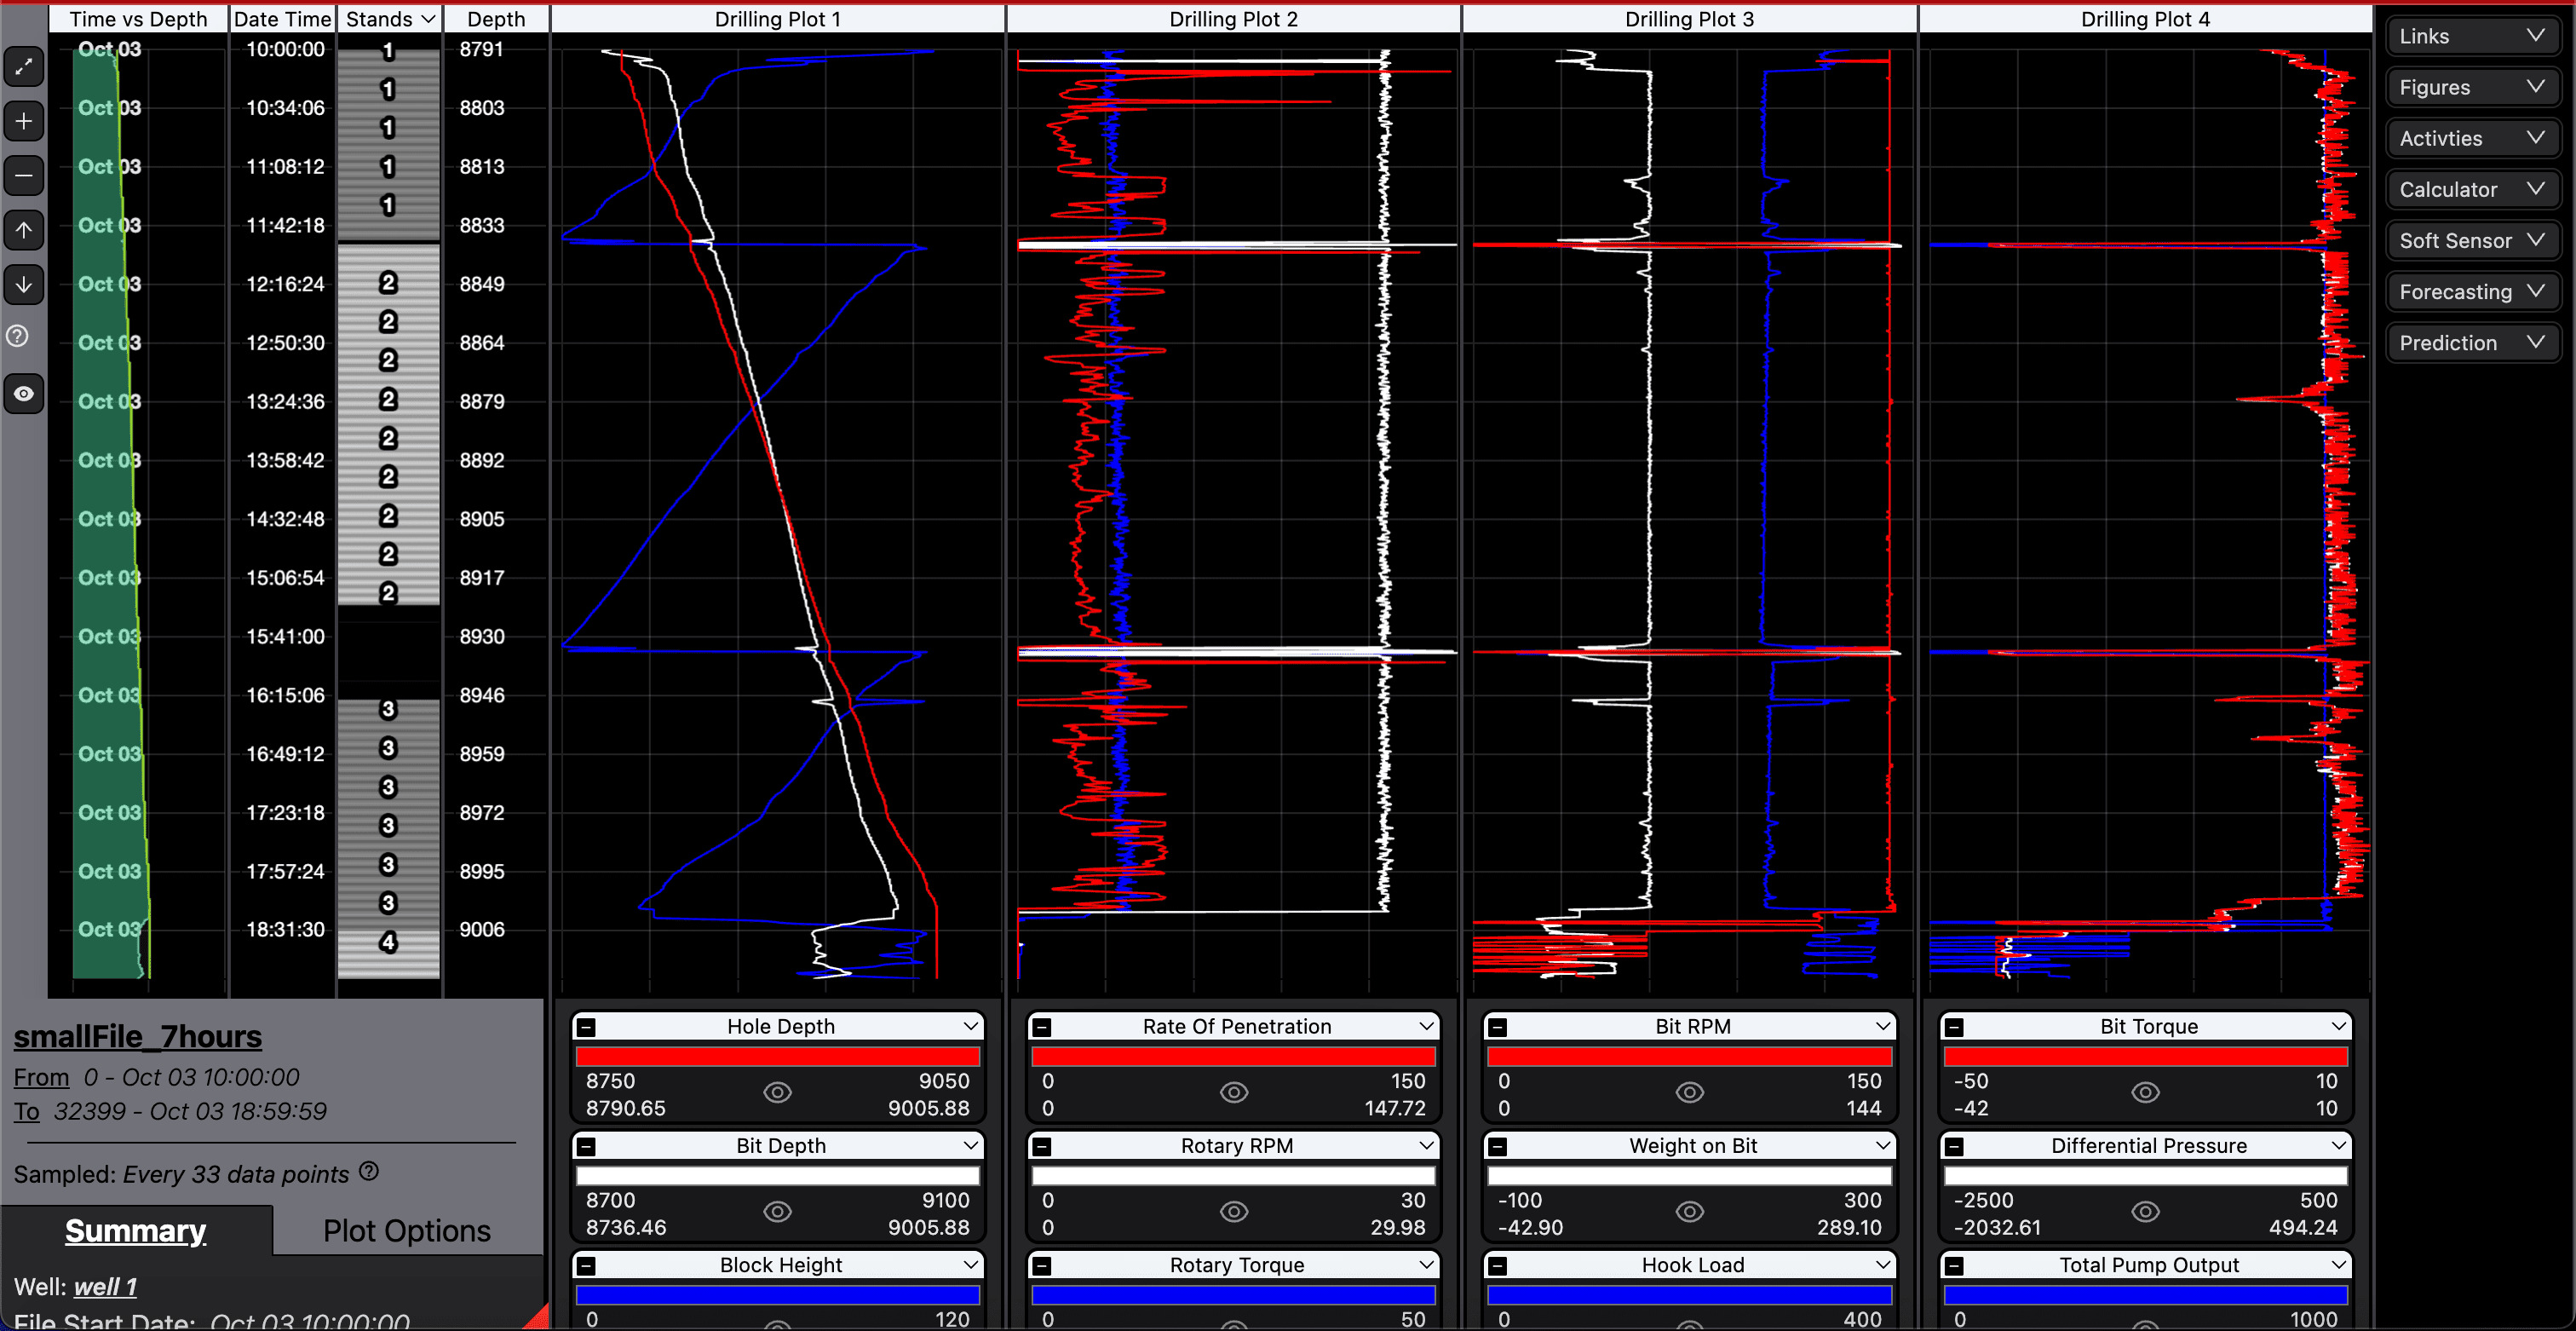 Time vs Depth Date Time Stands Depth Drilling Plot 1 Drilling Plot 2 Drilling Plot 3 Drilling Plot 4
Oct 03 10:00:00 1 8791
1
Oct 03 10:34:06 8803
1
Oct 03 11:08:12 1 8813
1
Oct 03 11:42:18 8833
Oct 03 12:16:24 2 8849
2
Oct 03 12:50:30 8864
2
Oct 03 13:24:36 2 8879
2
Oct 03 13:58:42 8892
2
Oct 03 14:32:48 2 8905
2
Oct 03 15:06:54 8917
2
Oct 03 15:41:00 8930
Oct 03 16:15:06 8946
3
Oct 03 16:49:12 3 8959
3
Oct 03 17:23:18 8972
3
Oct 03 17:57:24 3 8995
3
Oct 03 18:31:30 9006
4
Links
Figures
Activties
Calculator
Soft Sensor
Forecasting
Prediction
smallFile_7hours
From 0 - Oct 03 10:00:00
To 32399 - Oct 03 18:59:59
Sampled: Every 33 data points
Summary Plot Options
Well: well 1
File Start Date: Oct 03 10:00:00
Hole Depth
8750 9050
8790.65 9005.88
Bit Depth
8700 9100
8736.46 9005.88
Block Height
0 120
Rate Of Penetration
0 150
0 147.72
Rotary RPM
0 30
0 29.98
Rotary Torque
0 50
Bit RPM
0 150
0 144
Weight on Bit
-100 300
-42.90 289.10
Hook Load
0 400
Bit Torque
-50 10
-42 10
Differential Pressure
-2500 500
-2032.61 494.24
Total Pump Output
0 1000